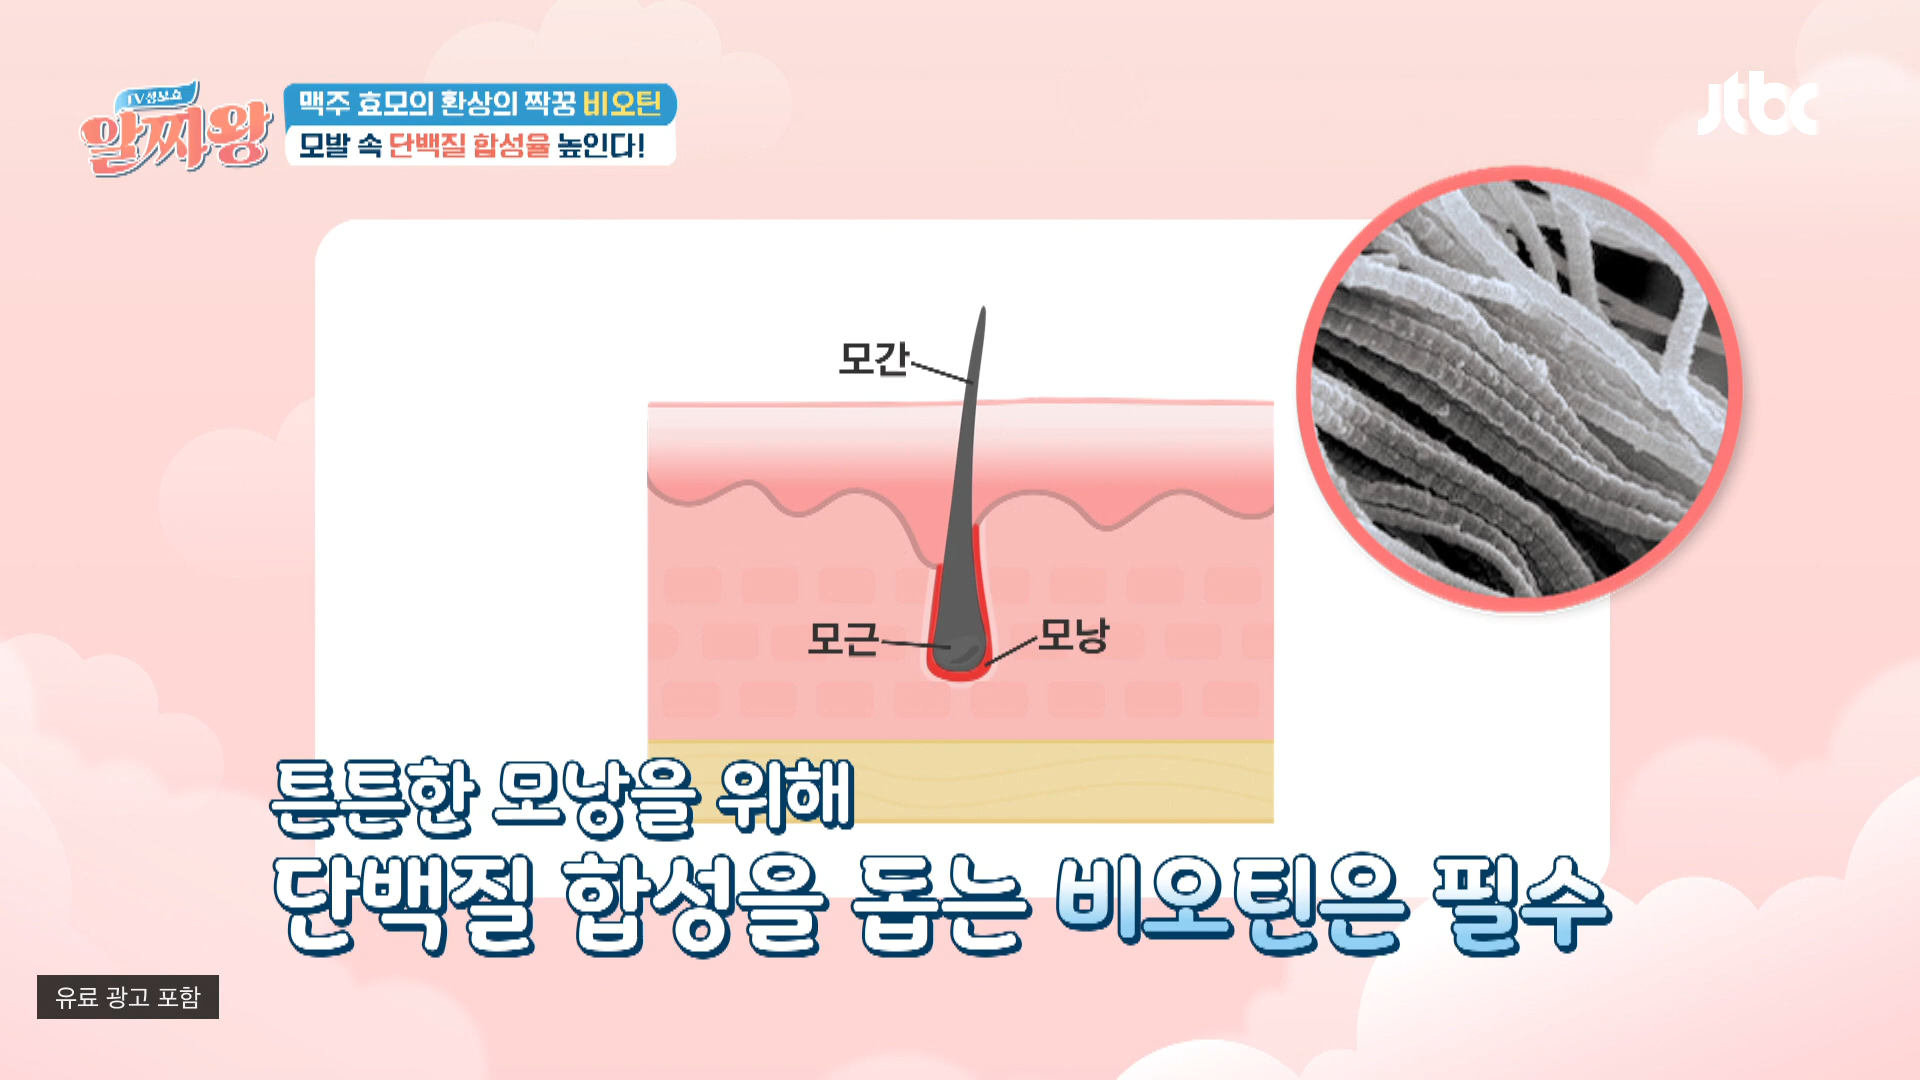 TV정보쇼
알짜왕
맥주 효모의 환상의 짝꿍 비오틴
모발 속 단백질 합성율 높인다!
jtbc
모간
모근
모낭
튼튼한 모낭을 위해
단백질 합성을 돕는 비오틴은 필수
유료 광고 포함